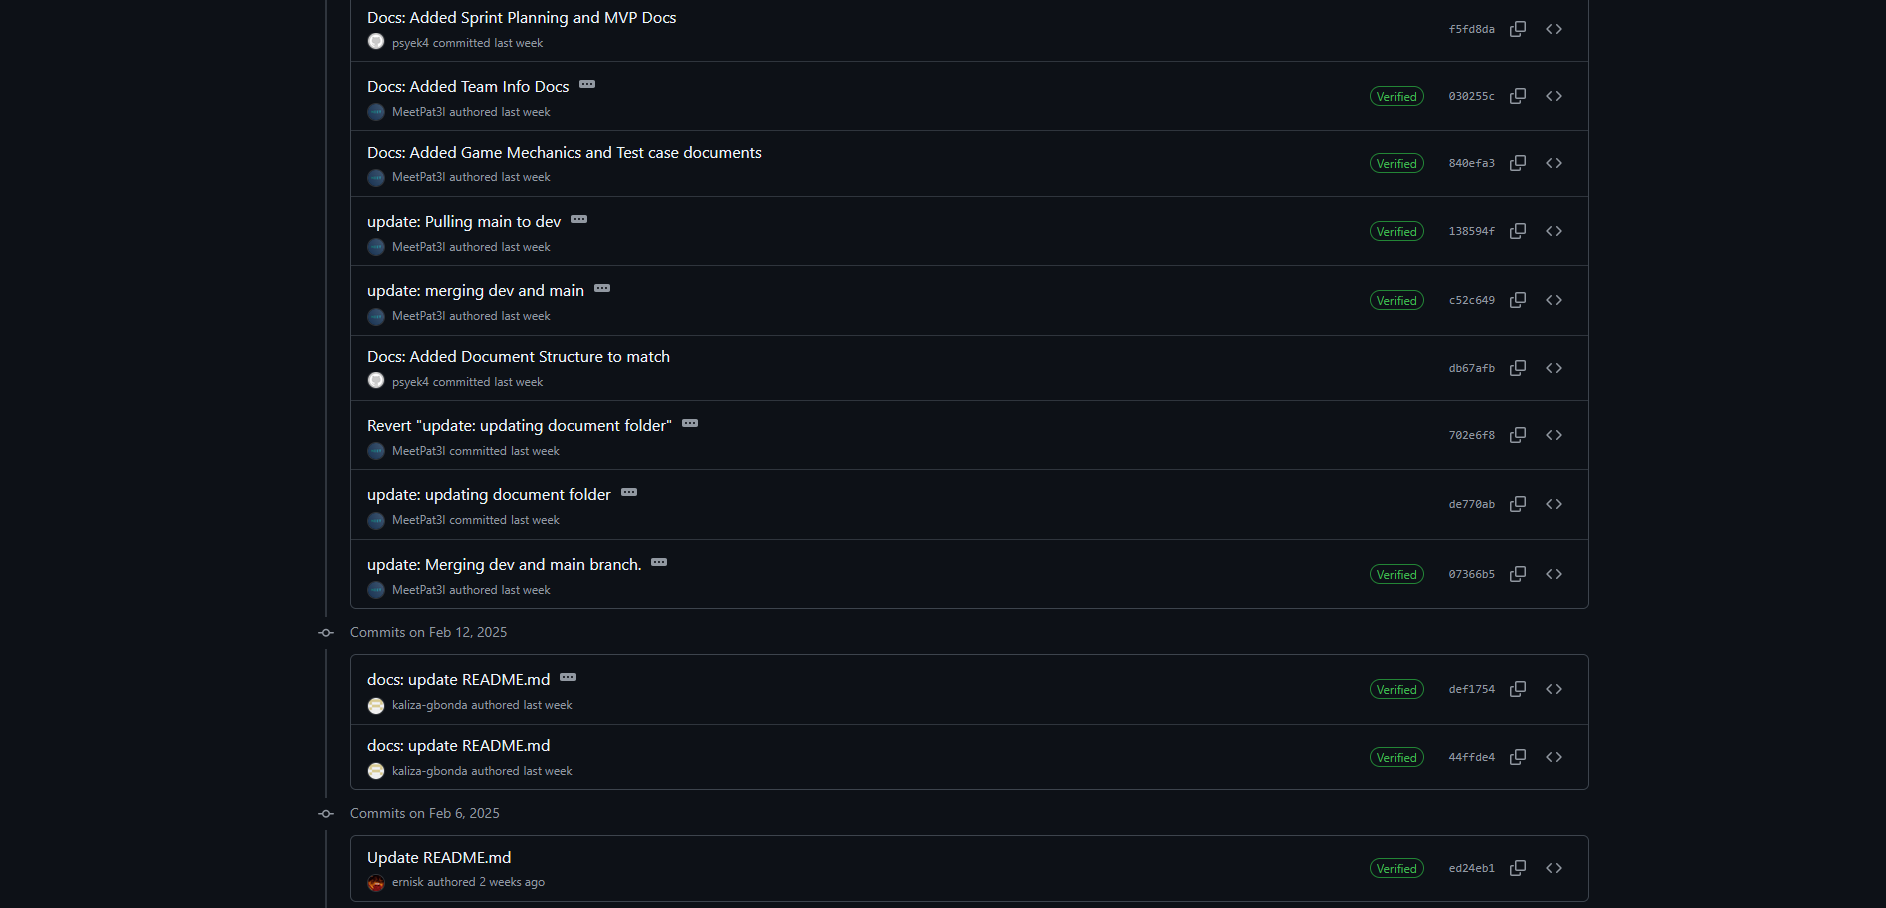 Docs: Added Sprint Planning and MVP Docs
psyek4 committed last week
f5fd8da
Docs: Added Team Info Docs
MeetPat3l authored last week
Verified
030255c
Docs: Added Game Mechanics and Test case documents
MeetPat3l authored last week
Verified
840efa3
update: Pulling main to dev
MeetPat3l authored last week
Verified
138594f
update: merging dev and main
MeetPat3l authored last week
Verified
c52c649
Docs: Added Document Structure to match
psyek4 committed last week
db67afb
Revert "update: updating document folder"
MeetPat3l committed last week
702e6f8
update: updating document folder
MeetPat3l committed last week
de770ab
update: Merging dev and main branch.
MeetPat3l authored last week
Verified
07366b5
Commits on Feb 12, 2025
docs: update README.md
kaliza-gbonda authored last week
Verified
def1754
docs: update README.md
kaliza-gbonda authored last week
Verified
44ffde4
Commits on Feb 6, 2025
Update README.md
ernisk authored 2 weeks ago
Verified
ed24eb1